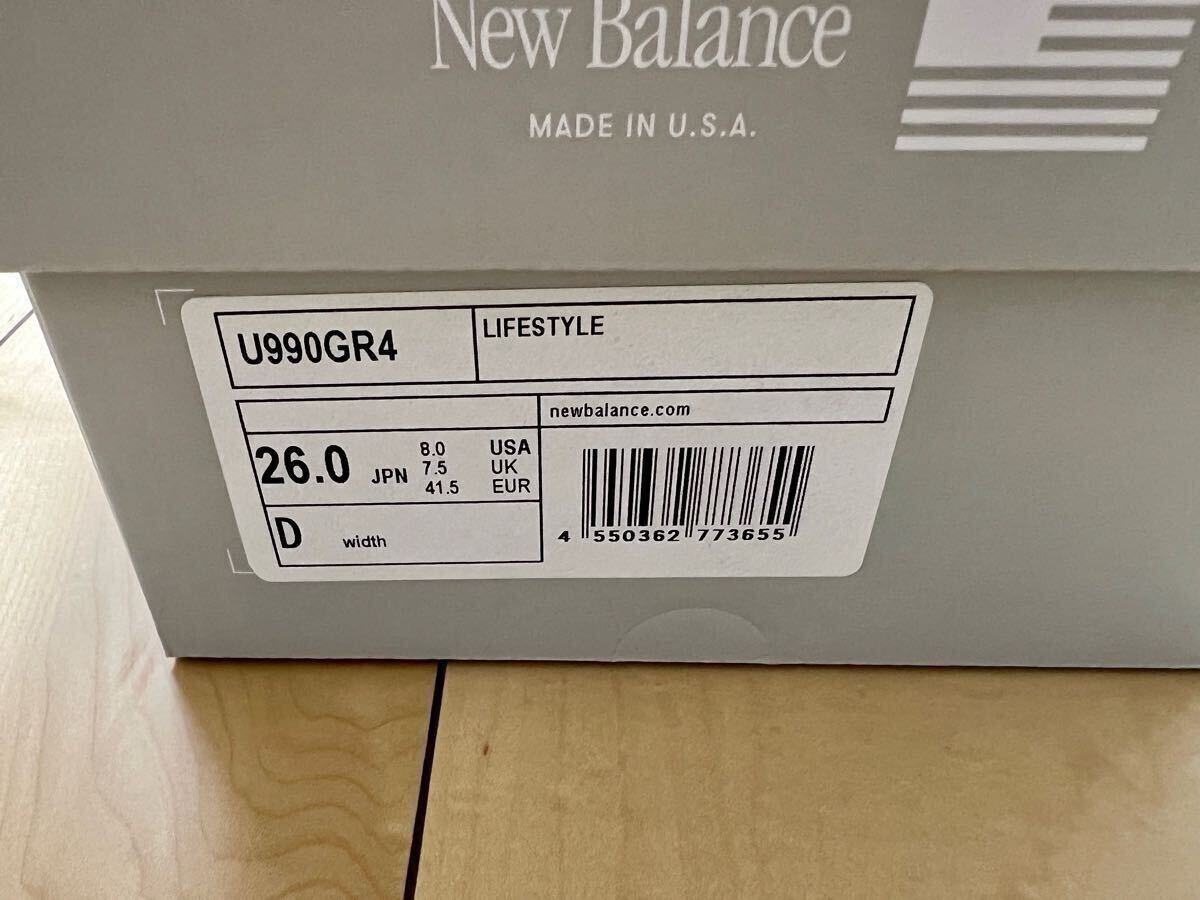 New Balance
MADE IN U.S.A.
U990GR4
LIFESTYLE
newbalance.com
26.0 JPN
8.0 USA
7.5 UK
41.5 EUR
D width
4 550362 773655